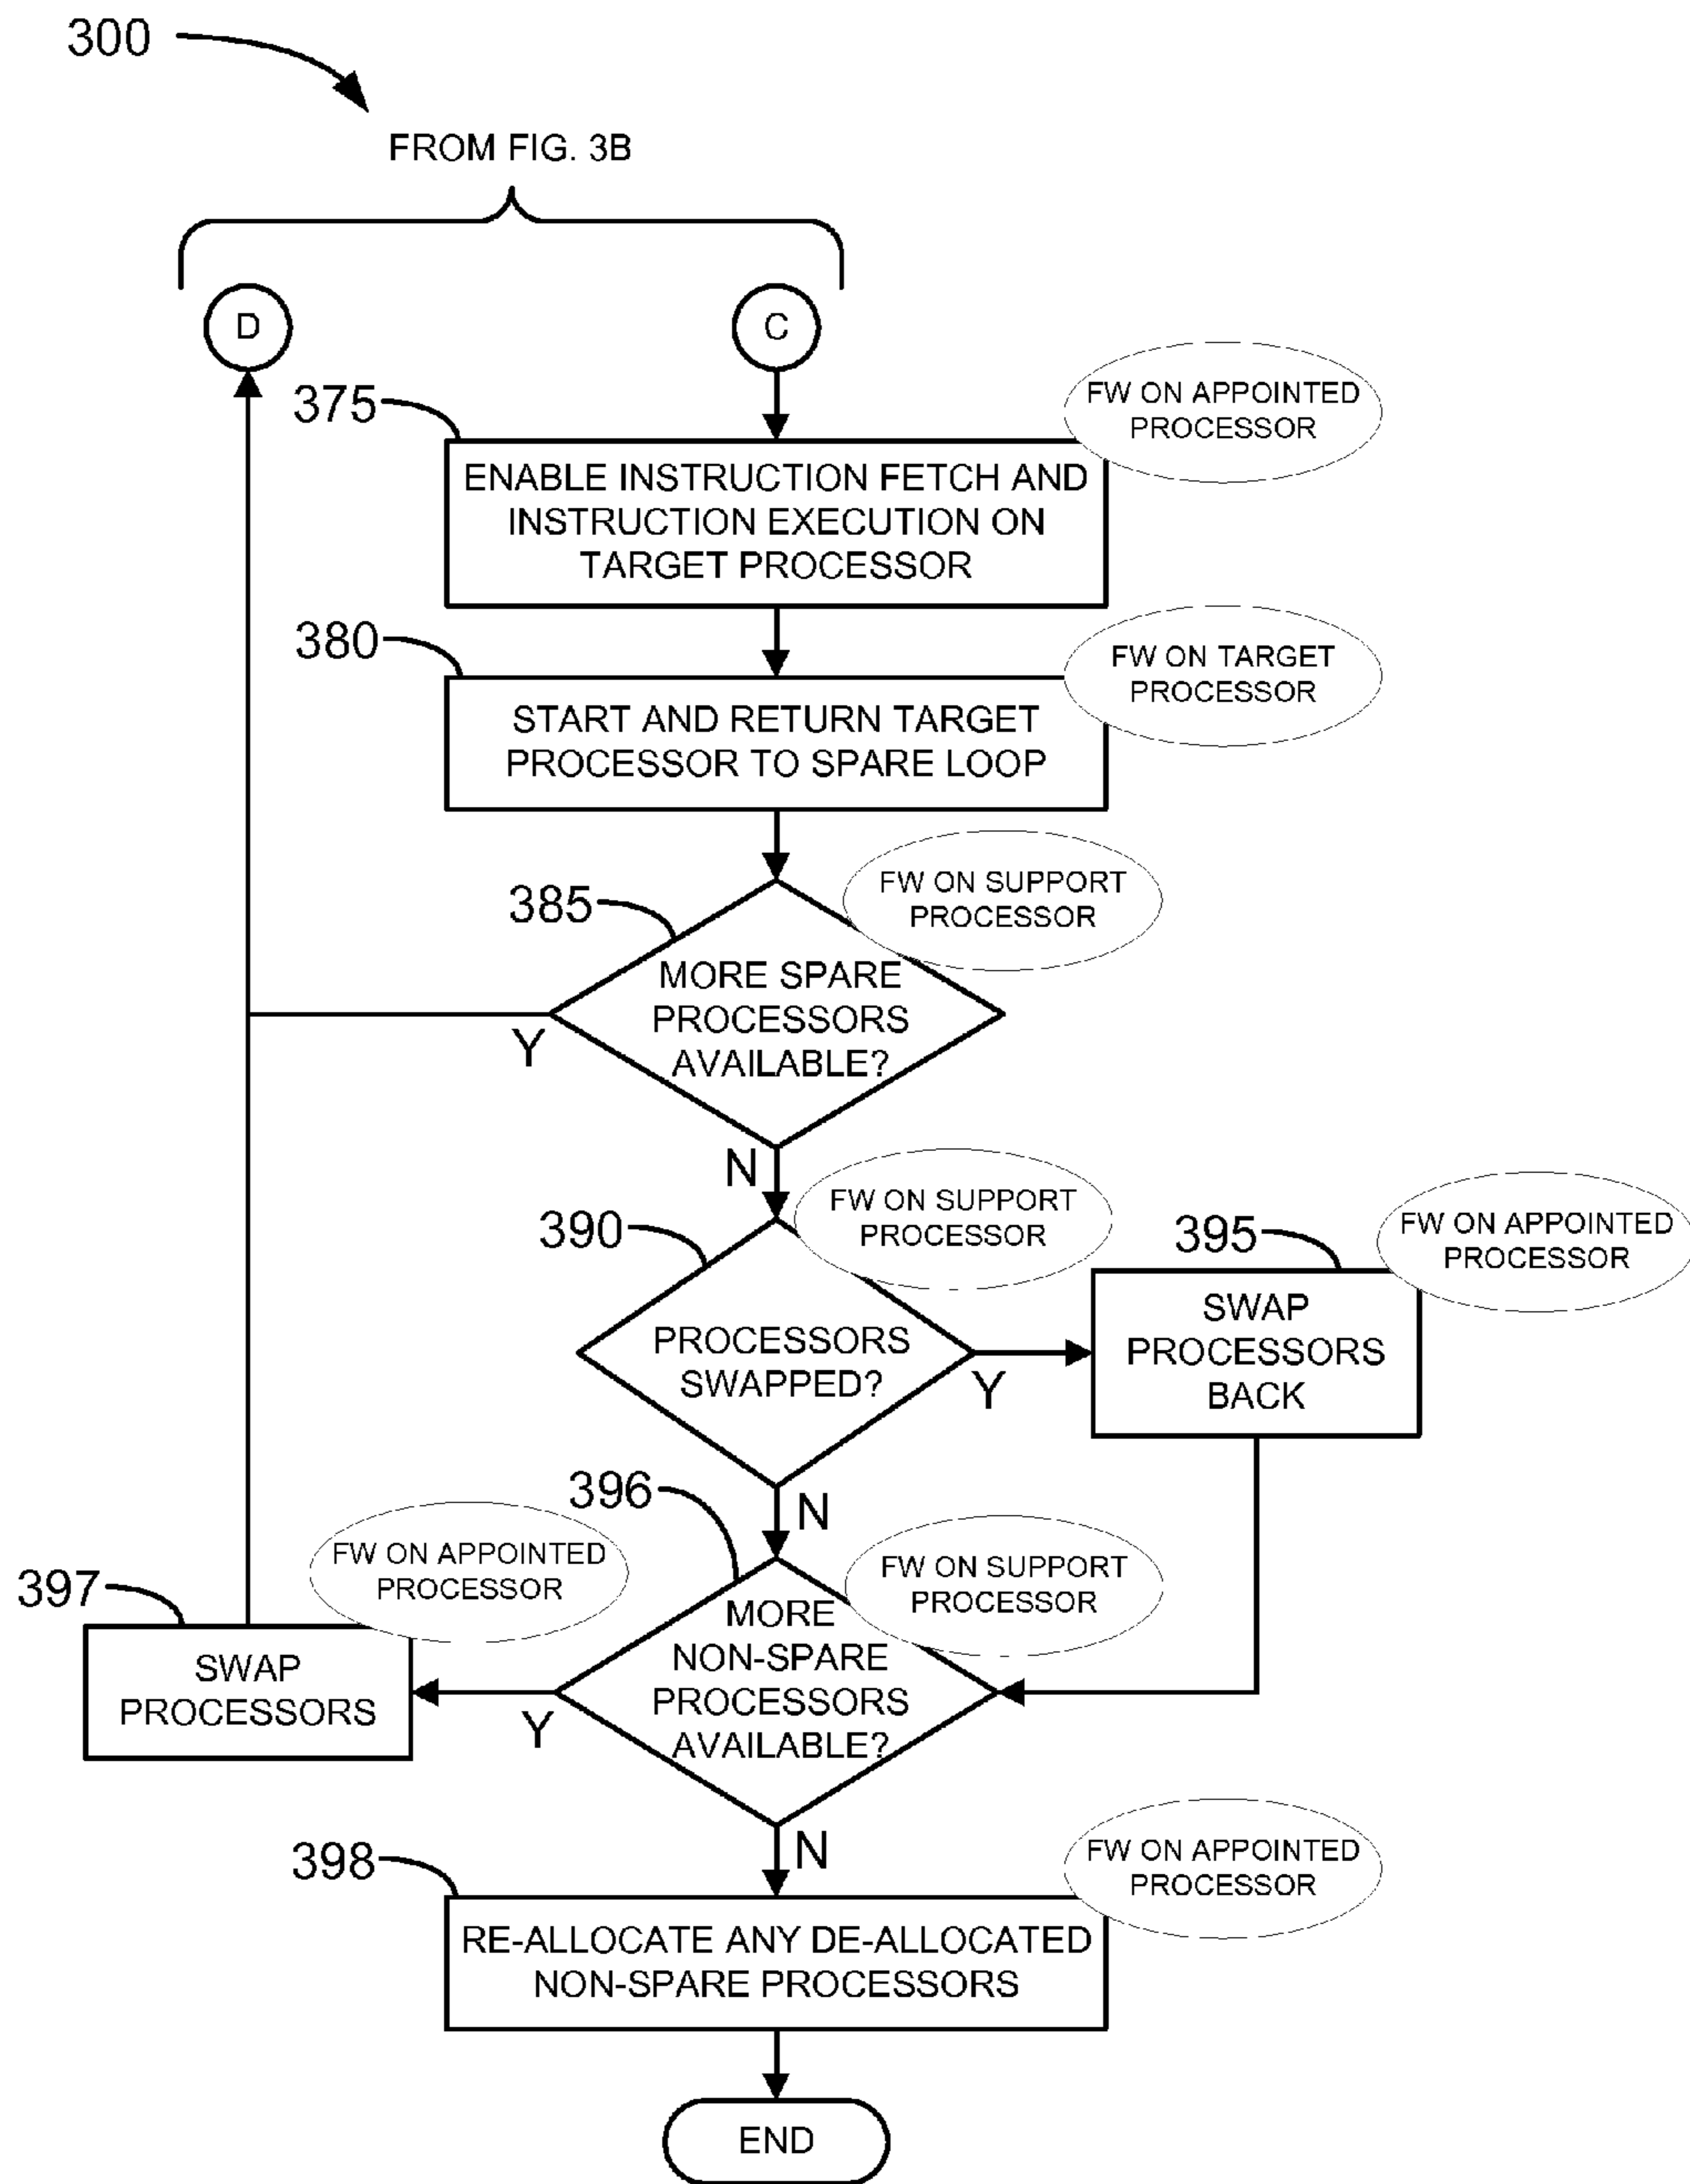 300
FROM FIG. 3B
D
C
375
FW ON APPOINTED
PROCESSOR
ENABLE INSTRUCTION FETCH AND
INSTRUCTION EXECUTION ON
TARGET PROCESSOR
380
FW ON TARGET
PROCESSOR
START AND RETURN TARGET
PROCESSOR TO SPARE LOOP
385
FW ON SUPPORT
PROCESSOR
MORE SPARE
PROCESSORS
AVAILABLE?
Y
N
390
FW ON SUPPORT
PROCESSOR
PROCESSORS
SWAPPED?
Y
N
395
FW ON APPOINTED
PROCESSOR
SWAP
PROCESSORS
BACK
396
FW ON SUPPORT
PROCESSOR
MORE
NON-SPARE
PROCESSORS
AVAILABLE?
Y
N
397
FW ON APPOINTED
PROCESSOR
SWAP
PROCESSORS
398
FW ON APPOINTED
PROCESSOR
RE-ALLOCATE ANY DE-ALLOCATED
NON-SPARE PROCESSORS
END